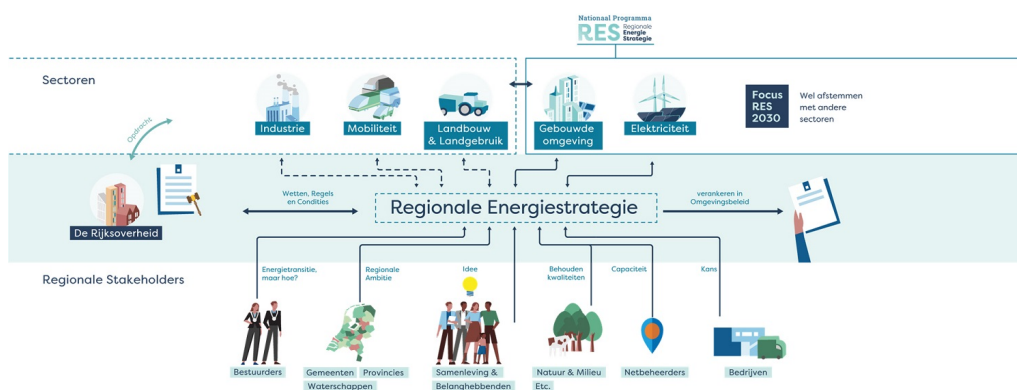 Nationaal Programma
RES
Regionale
Energie
Strategie
Sectoren
Industrie
Mobiliteit
Landbouw
& Landgebruik
Gebouwde
omgeving
Elektriciteit
Focus
RES
2030
Wel afstemmen
met andere
sectoren
Opdracht
De Rijksoverheid
Wetten, Regels
en Condities
Regionale Energiestrategie
verankeren in
Omgevingsbeleid
Regionale Stakeholders
Energietransitie,
maar hoe?
Regionale
Ambitie
Idee
Behouden
kwaliteiten
Capaciteit
Kans
Bestuurders
Gemeenten
Provincies
Waterschappen
Samenleving &
Belanghebbenden
Natuur & Milieu
Etc.
Netbeheerders
Bedrijven